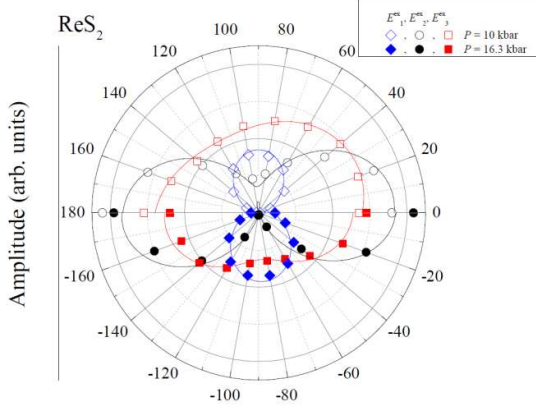 ReS₂
E₁ᵉˣ, E₂ᵉˣ, E₃ᵉˣ
, , P = 10 kbar
, , P = 16.3 kbar
Amplitude (arb. units)
100 80
120 60
140 40
160 20
180 0
-160 -20
-140 -40
-120 -60
-100 -80